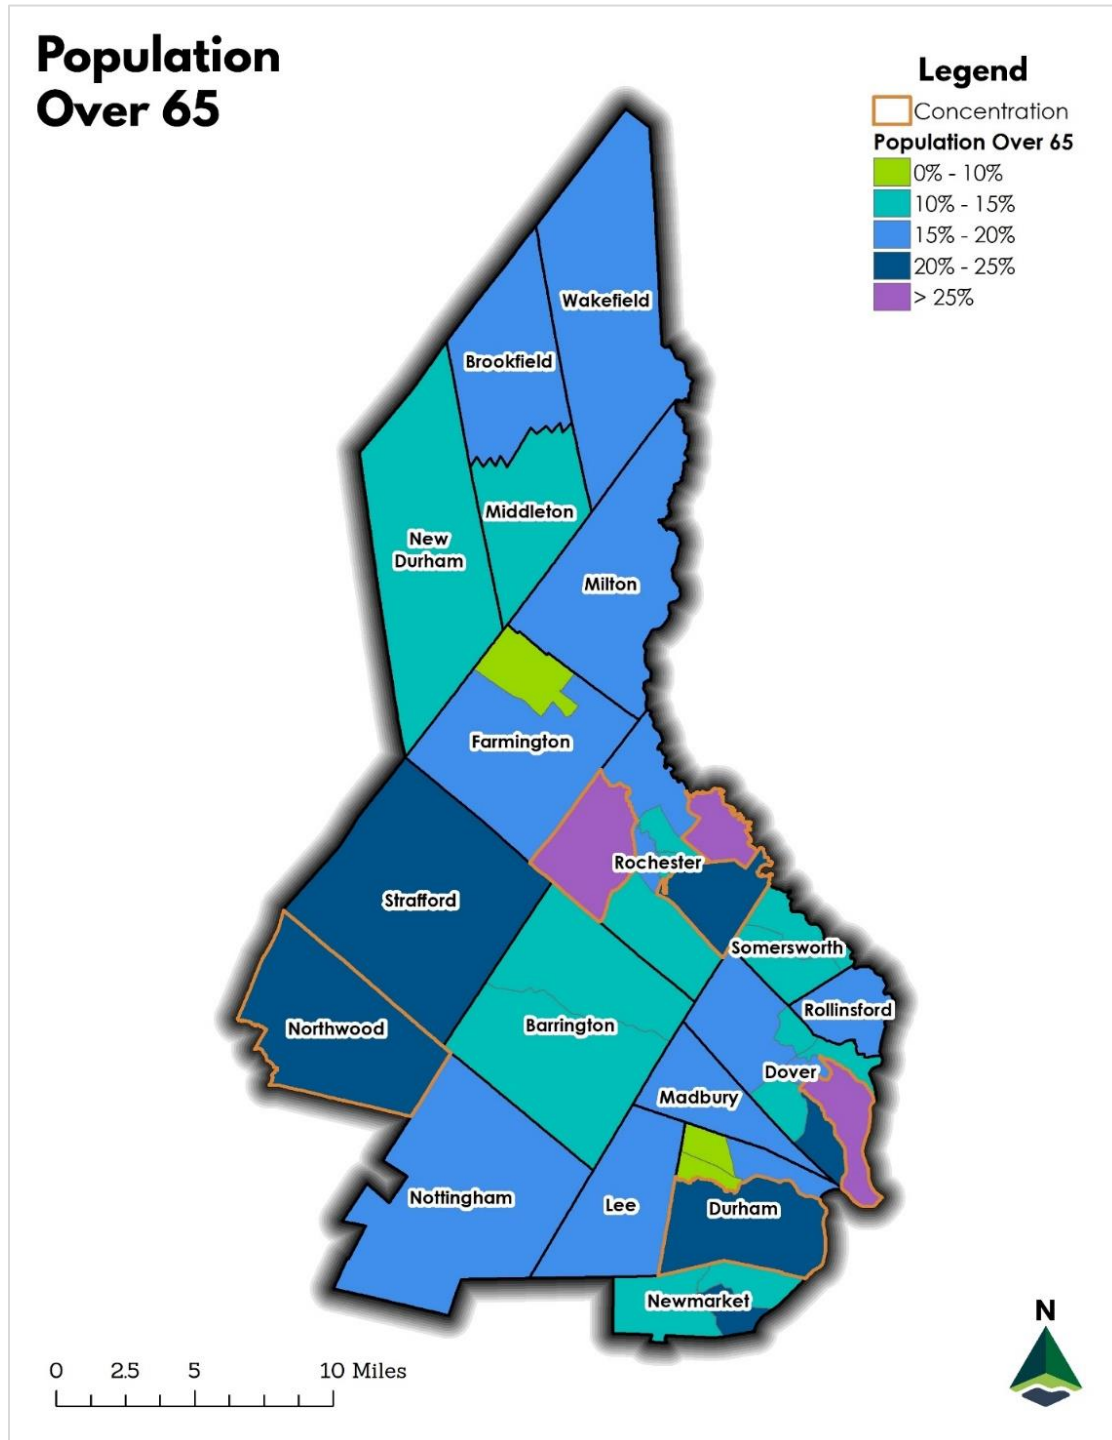 Population
Over 65
Legend
Concentration
Population Over 65
0% - 10%
10% - 15%
15% - 20%
20% - 25%
> 25%
Wakefield
Brookfield
Middleton
New
Durham
Milton
Farmington
Rochester
Strafford
Somersworth
Rollinsford
Northwood
Barrington
Dover
Madbury
Nottingham
Lee
Durham
Newmarket
N
0 2.5 5 10 Miles